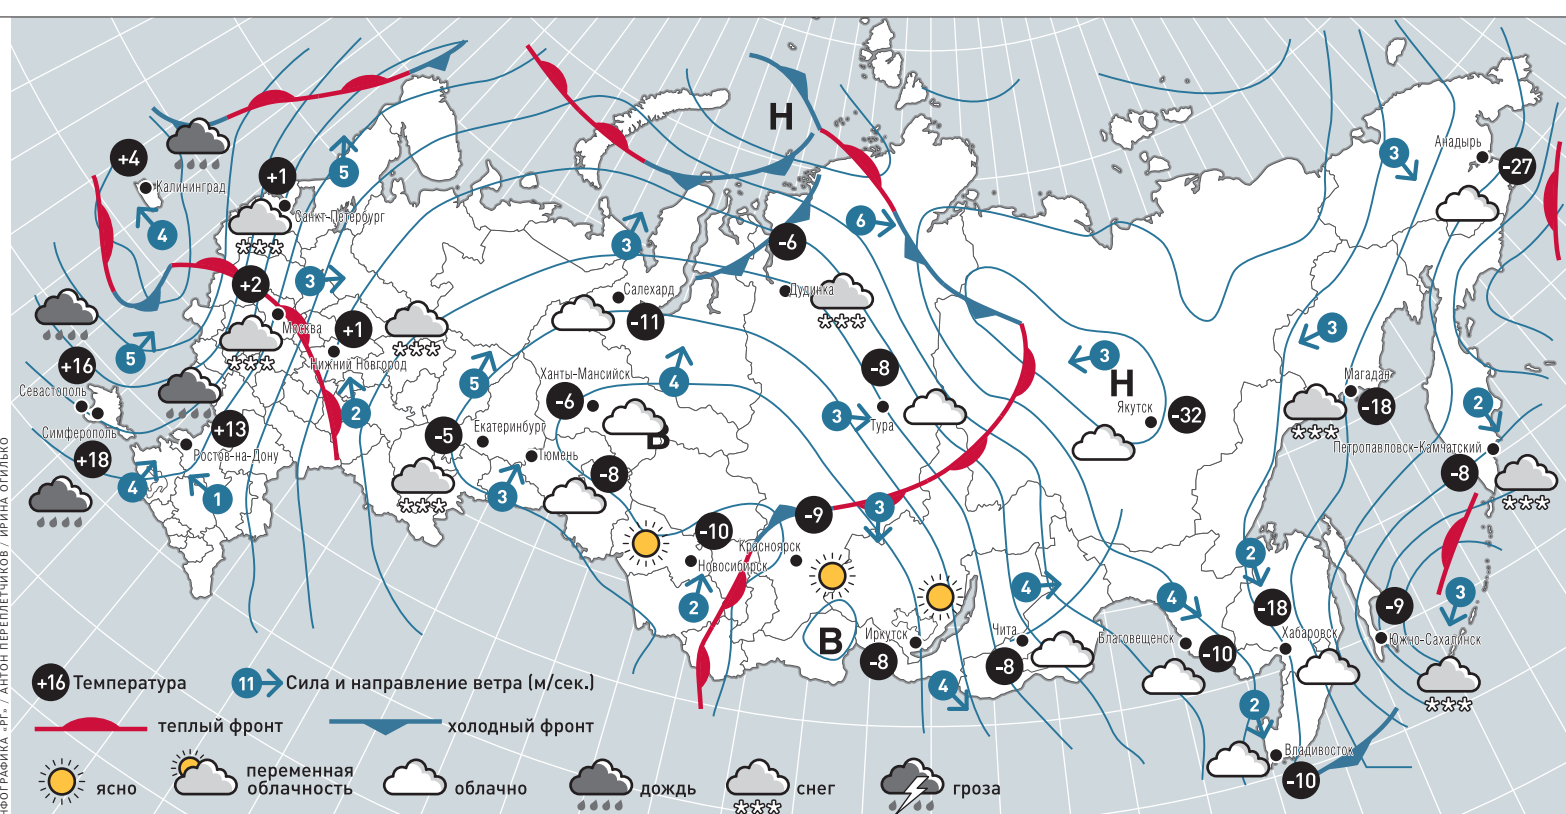 Н
3
Анадырь
-27
+4
Калининград
+1
5
Санкт-Петербург
4
6
3
-6
3
+2
Салехард
Дудинка
-11
Москва
+1
3
5
Нижний Новгород
3
Н
+16
Севастополь
5
Ханты-Мансийск
4
-8
Магадан
-18
-6
2
+13
2
3
Тура
Якутск
-32
2
Симферополь
-5
Екатеринбург
В
Петропавловск-Камчатский
+18
Ростов-на-Дону
Тюмень
-8
-8
4
1
3
-9
3
-10
Красноярск
Новосибирск
2
2
4
4
3
-18
-9
В
Иркутск
Чита
Благовещенск
Хабаровск
Южно-Сахалинск
-8
-8
-10
4
2
Владивосток
-10
+16 Температура
11 Сила и направление ветра (м/сек.)
теплый фронт
холодный фронт
ясно
переменная
облачность
облачно
дождь
снег
гроза
ИНФОГРАФИКА «РГ» / АНТОН ПЕРЕПЛЕТЧИКОВ / ИРИНА ОГИЛЬКО